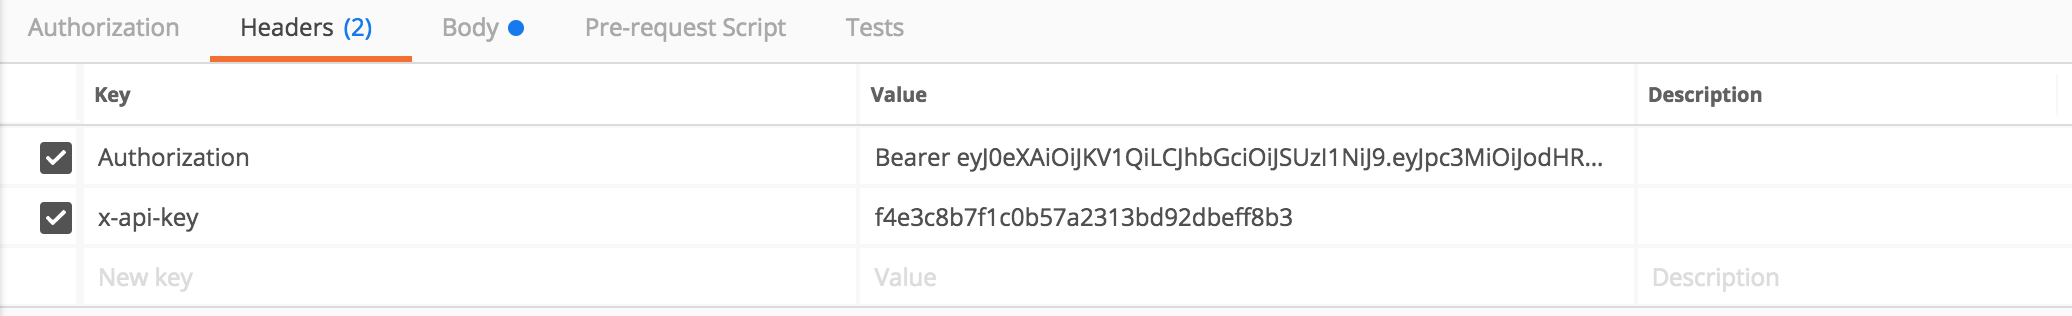 Authorization Headers (2) Body Pre-request Script Tests
Key Value Description
Authorization Bearer eyJ0eXAiOiJKV1QiLCJhbGciOiJSUzI1NiJ9.eyJpc3MiOiJodHR...
x-api-key f4e3c8b7f1c0b57a2313bd92dbeff8b3
New key Value Description